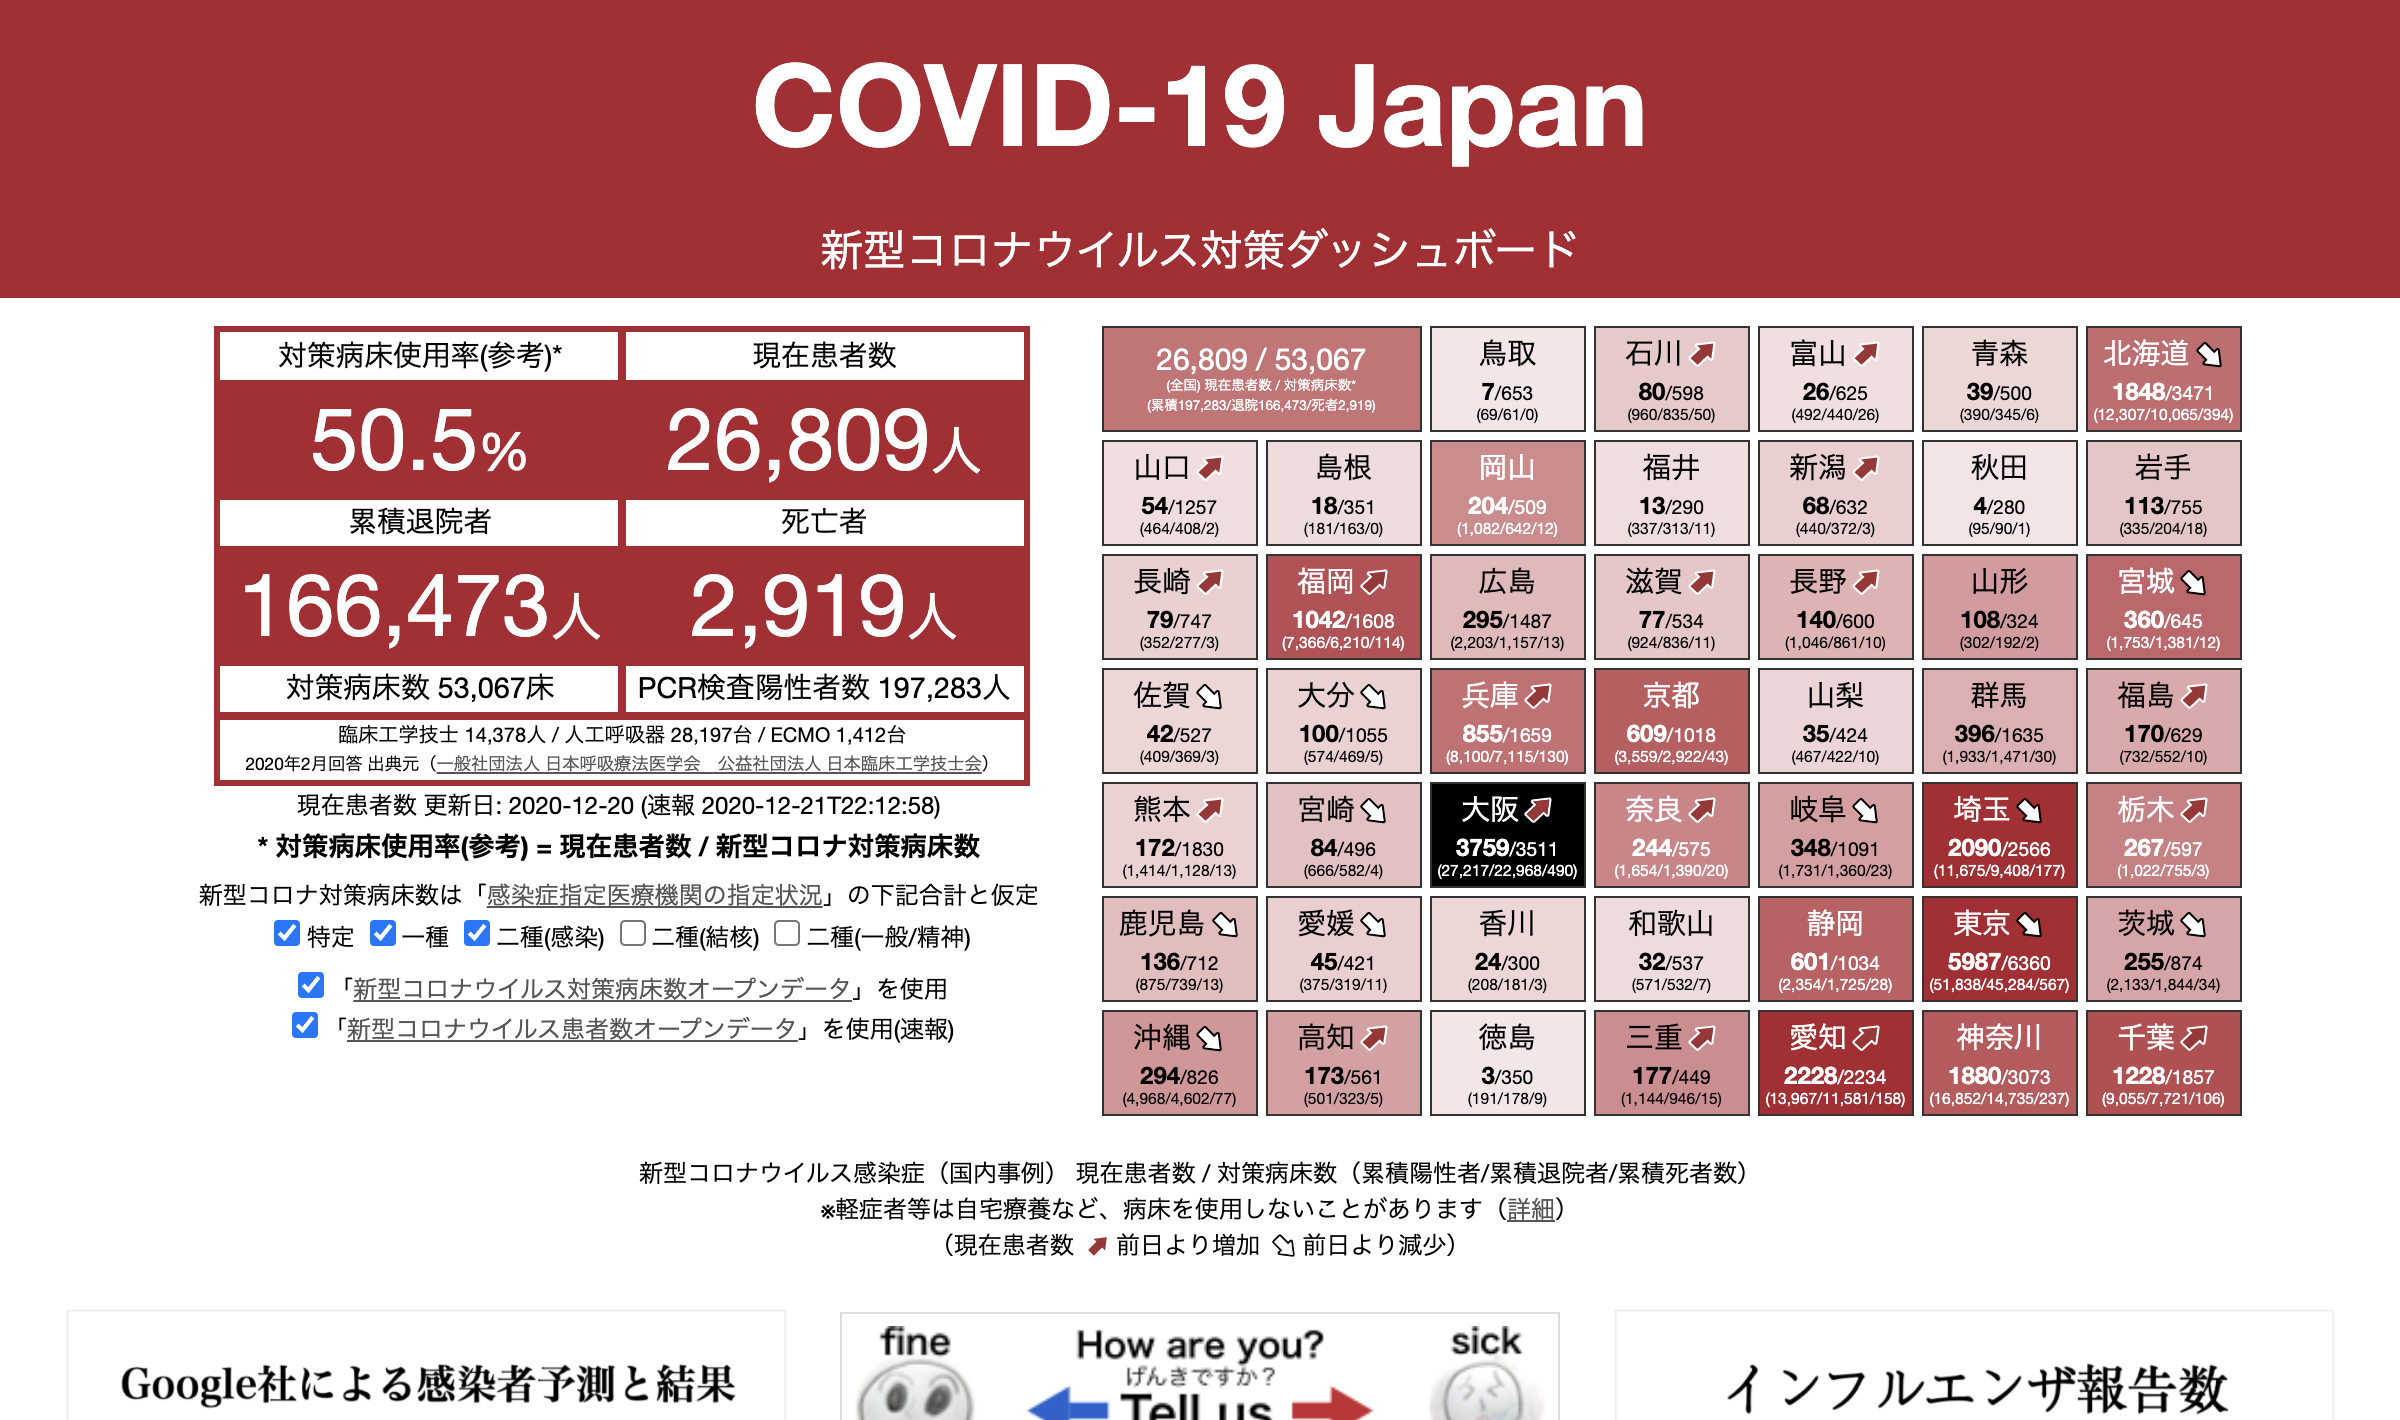 COVID-19 Japan
新型コロナウイルス対策ダッシュボード
対策病床使用率(参考)*
現在患者数
50.5%
26,809人
累積退院者
死亡者
166,473人
2,919人
対策病床数 53,067床
PCR検査陽性者数 197,283人
臨床工学技士 14,378人 / 人工呼吸器 28,197台 / ECMO 1,412台
2020年2月回答 出典元（一般社団法人 日本呼吸療法医学会　公益社団法人 日本臨床工学技士会）
現在患者数 更新日: 2020-12-20 (速報 2020-12-21T22:12:58)
* 対策病床使用率(参考) = 現在患者数 / 新型コロナ対策病床数
新型コロナ対策病床数は「感染症指定医療機関の指定状況」の下記合計と仮定
特定 一種 二種(感染) 二種(結核) 二種(一般/精神)
「新型コロナウイルス対策病床数オープンデータ」を使用
「新型コロナウイルス患者数オープンデータ」を使用(速報)
26,809 / 53,067
(全国) 現在患者数 / 対策病床数*
(累積197,283/退院166,473/死者2,919)
鳥取
7/653
(69/61/0)
石川
80/598
(960/835/50)
富山
26/625
(492/440/26)
青森
39/500
(390/345/6)
北海道
1848/3471
(12,307/10,065/394)
山口
54/1257
(464/408/2)
島根
18/351
(181/163/0)
岡山
204/509
(1,082/642/12)
福井
13/290
(337/313/11)
新潟
68/632
(440/372/3)
秋田
4/280
(95/90/1)
岩手
113/755
(335/204/18)
長崎
79/747
(352/277/3)
福岡
1042/1608
(7,366/6,210/114)
広島
295/1487
(2,203/1,157/13)
滋賀
77/534
(924/836/11)
長野
140/600
(1,046/861/10)
山形
108/324
(302/192/2)
宮城
360/645
(1,753/1,381/12)
佐賀
42/527
(409/369/3)
大分
100/1055
(574/469/5)
兵庫
855/1659
(8,100/7,115/130)
京都
609/1018
(3,559/2,922/43)
山梨
35/424
(467/422/10)
群馬
396/1635
(1,933/1,471/30)
福島
170/629
(732/552/10)
熊本
172/1830
(1,414/1,128/13)
宮崎
84/496
(666/582/4)
大阪
3759/3511
(27,217/22,968/490)
奈良
244/575
(1,654/1,390/20)
岐阜
348/1091
(1,731/1,360/23)
埼玉
2090/2566
(11,675/9,408/177)
栃木
267/597
(1,022/755/3)
鹿児島
136/712
(875/739/13)
愛媛
45/421
(375/319/11)
香川
24/300
(208/181/3)
和歌山
32/537
(571/532/7)
静岡
601/1034
(2,354/1,725/28)
東京
5987/6360
(51,838/45,284/567)
茨城
255/874
(2,133/1,844/34)
沖縄
294/826
(4,968/4,602/77)
高知
173/561
(501/323/5)
徳島
3/350
(191/178/9)
三重
177/449
(1,144/946/15)
愛知
2228/2234
(13,967/11,581/158)
神奈川
1880/3073
(16,852/14,735/237)
千葉
1228/1857
(9,055/7,721/106)
新型コロナウイルス感染症（国内事例） 現在患者数 / 対策病床数（累積陽性者/累積退院者/累積死者数）
※軽症者等は自宅療養など、病床を使用しないことがあります（詳細）
（現在患者数 前日より増加 前日より減少）
Google社による感染者予測と結果
fine
How are you?
sick
げんきですか？
Tell us
インフルエンザ報告数